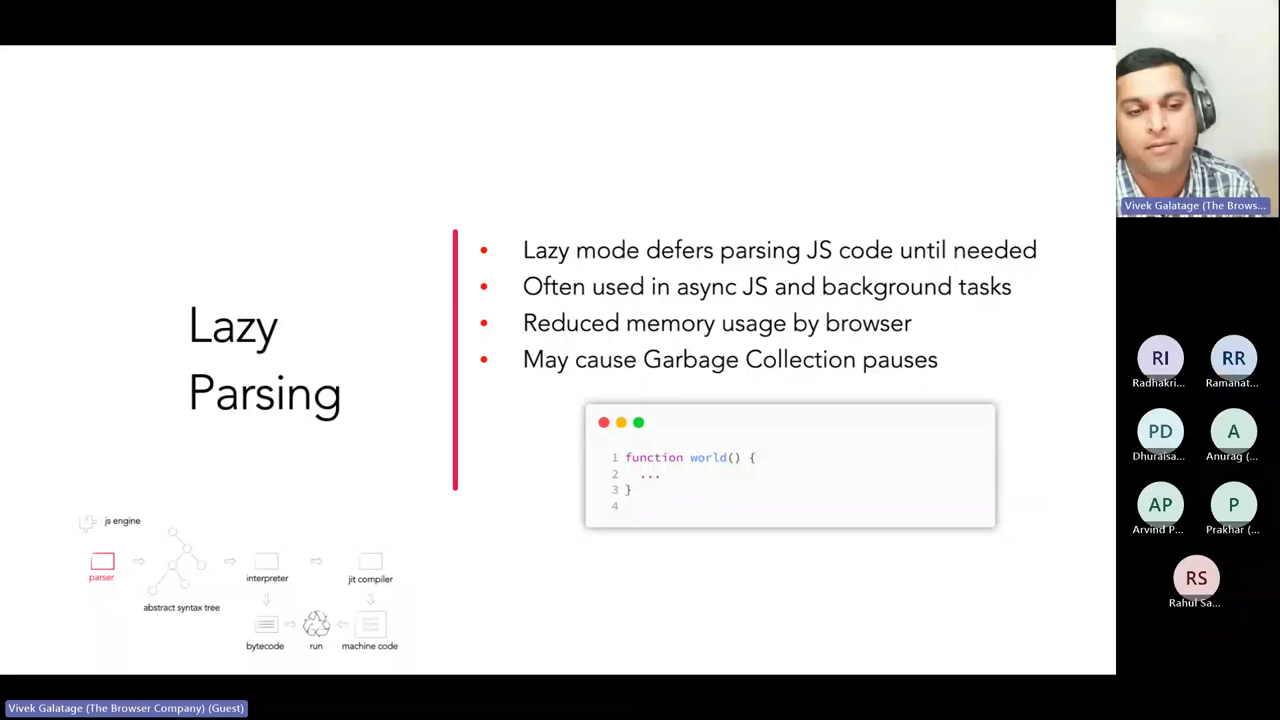 Lazy
Parsing
• Lazy mode defers parsing JS code until needed
• Often used in async JS and background tasks
• Reduced memory usage by browser
• May cause Garbage Collection pauses
1 function world() {
2 ...
3 }
4
js engine
parser
abstract syntax tree
interpreter
jit compiler
bytecode
run
machine code
Vivek Galatage (The Brows...
RI
Radhakri...
RR
Ramanat...
PD
Dhuraisa...
A
Anurag (...
AP
Arvind P...
P
Prakhar (...
RS
Rahul Sa...
Vivek Galatage (The Browser Company) (Guest)